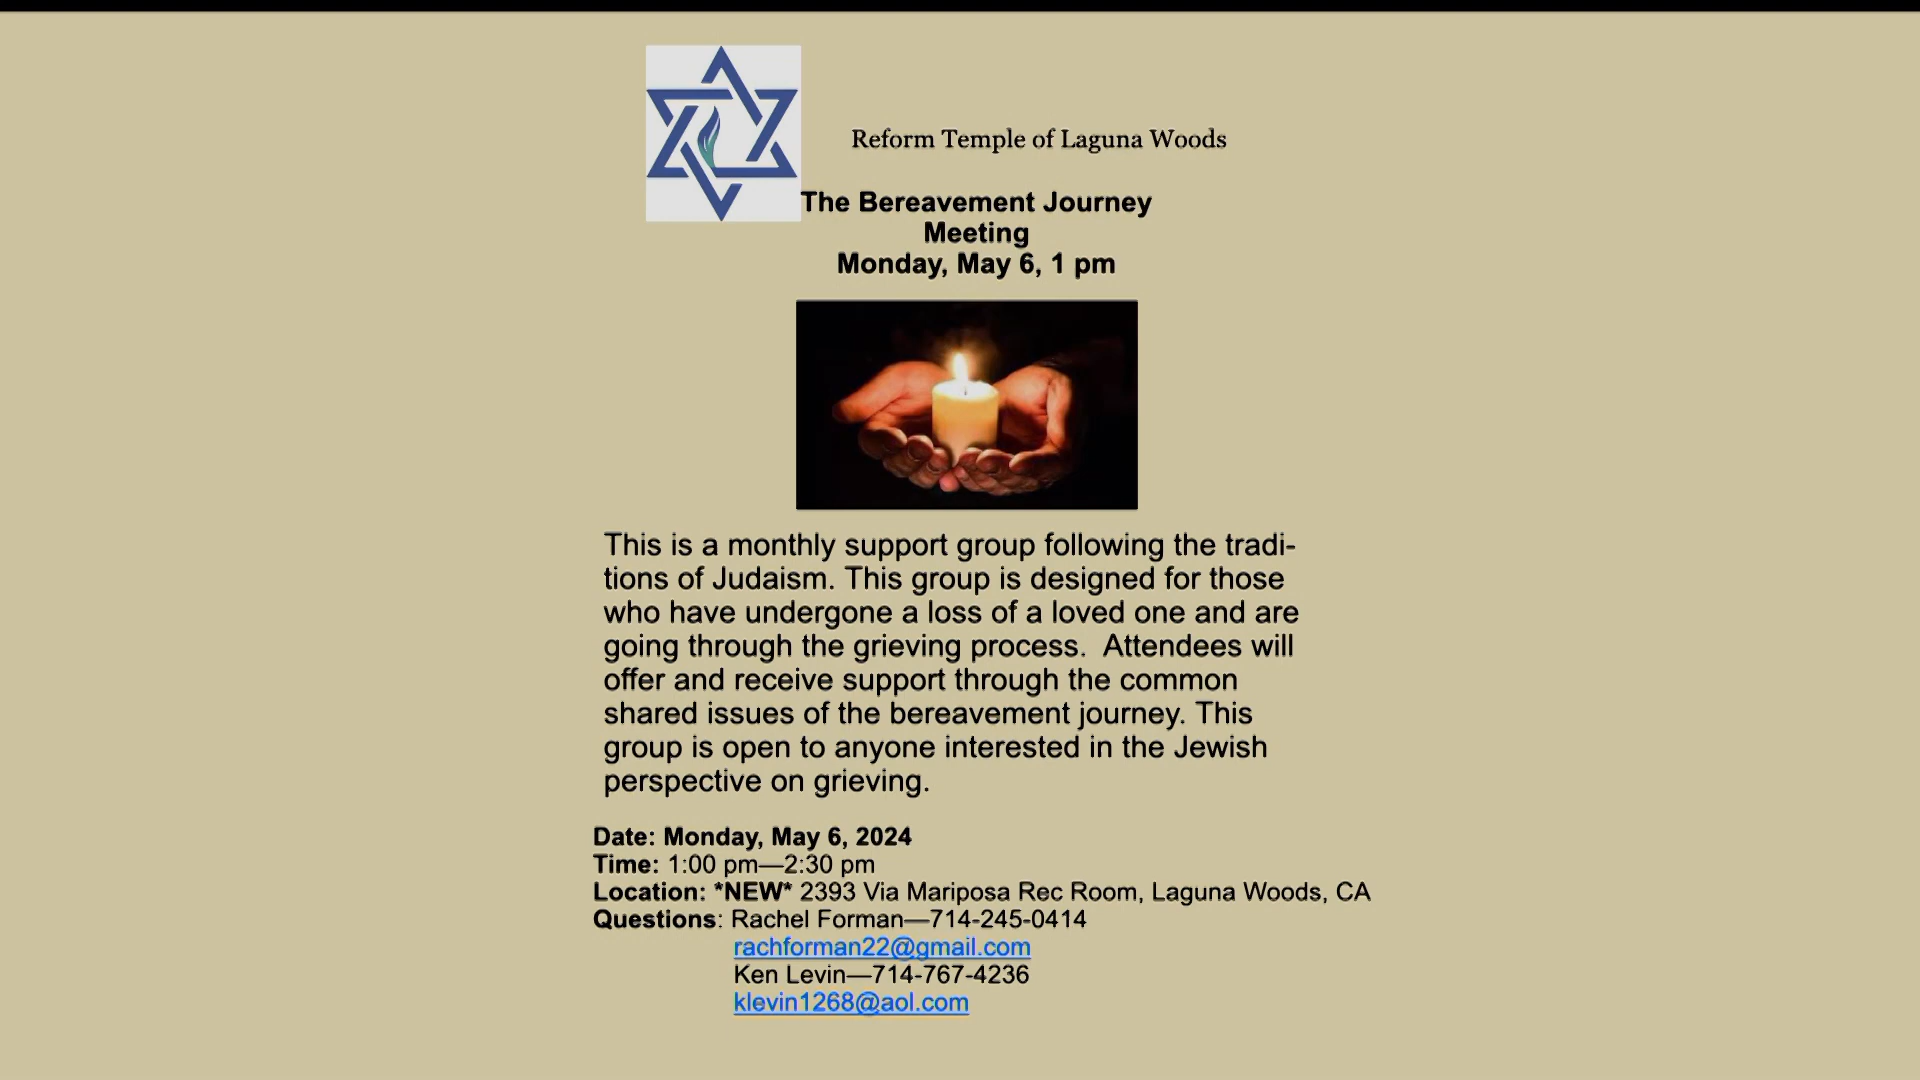 Reform Temple of Laguna Woods
The Bereavement Journey
Meeting
Monday, May 6, 1 pm
This is a monthly support group following the tradi-
tions of Judaism. This group is designed for those
who have undergone a loss of a loved one and are
going through the grieving process.  Attendees will
offer and receive support through the common
shared issues of the bereavement journey. This
group is open to anyone interested in the Jewish
perspective on grieving.
Date: Monday, May 6, 2024
Time: 1:00 pm—2:30 pm
Location: *NEW* 2393 Via Mariposa Rec Room, Laguna Woods, CA
Questions: Rachel Forman—714-245-0414
rachforman22@gmail.com
Ken Levin—714-767-4236
klevin1268@aol.com